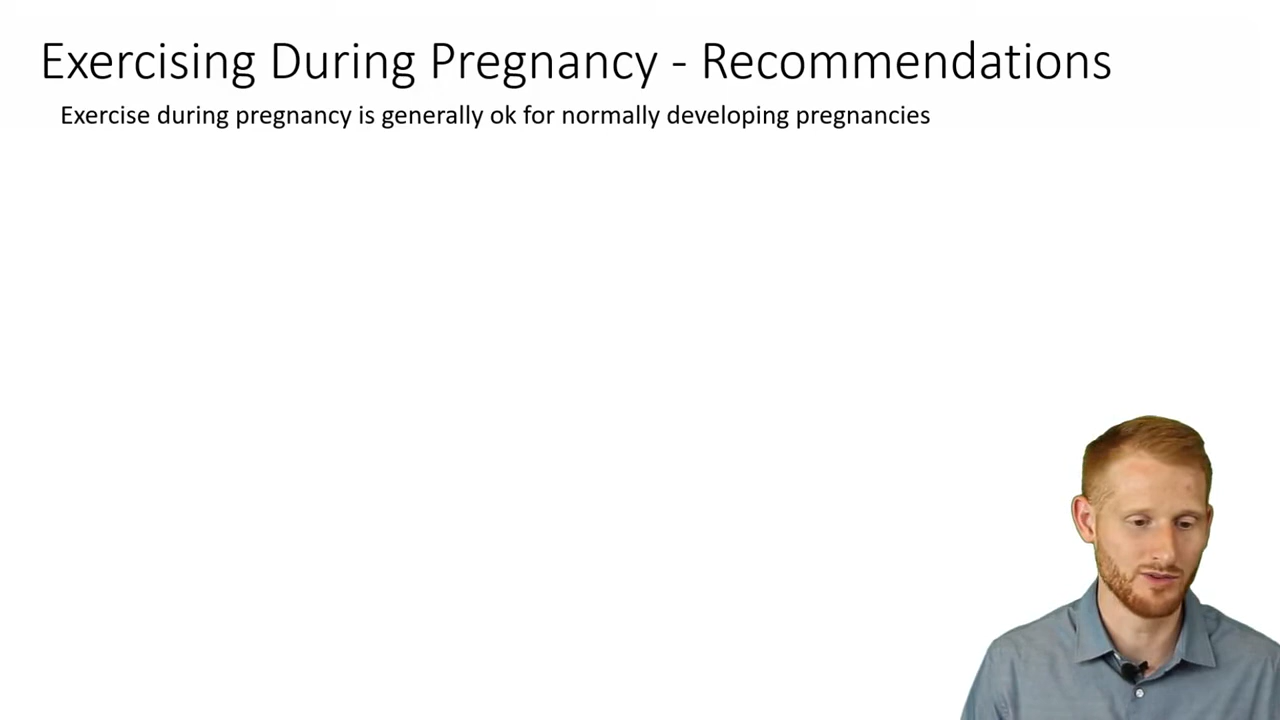 Exercising During Pregnancy - Recommendations
Exercise during pregnancy is generally ok for normally developing pregnancies